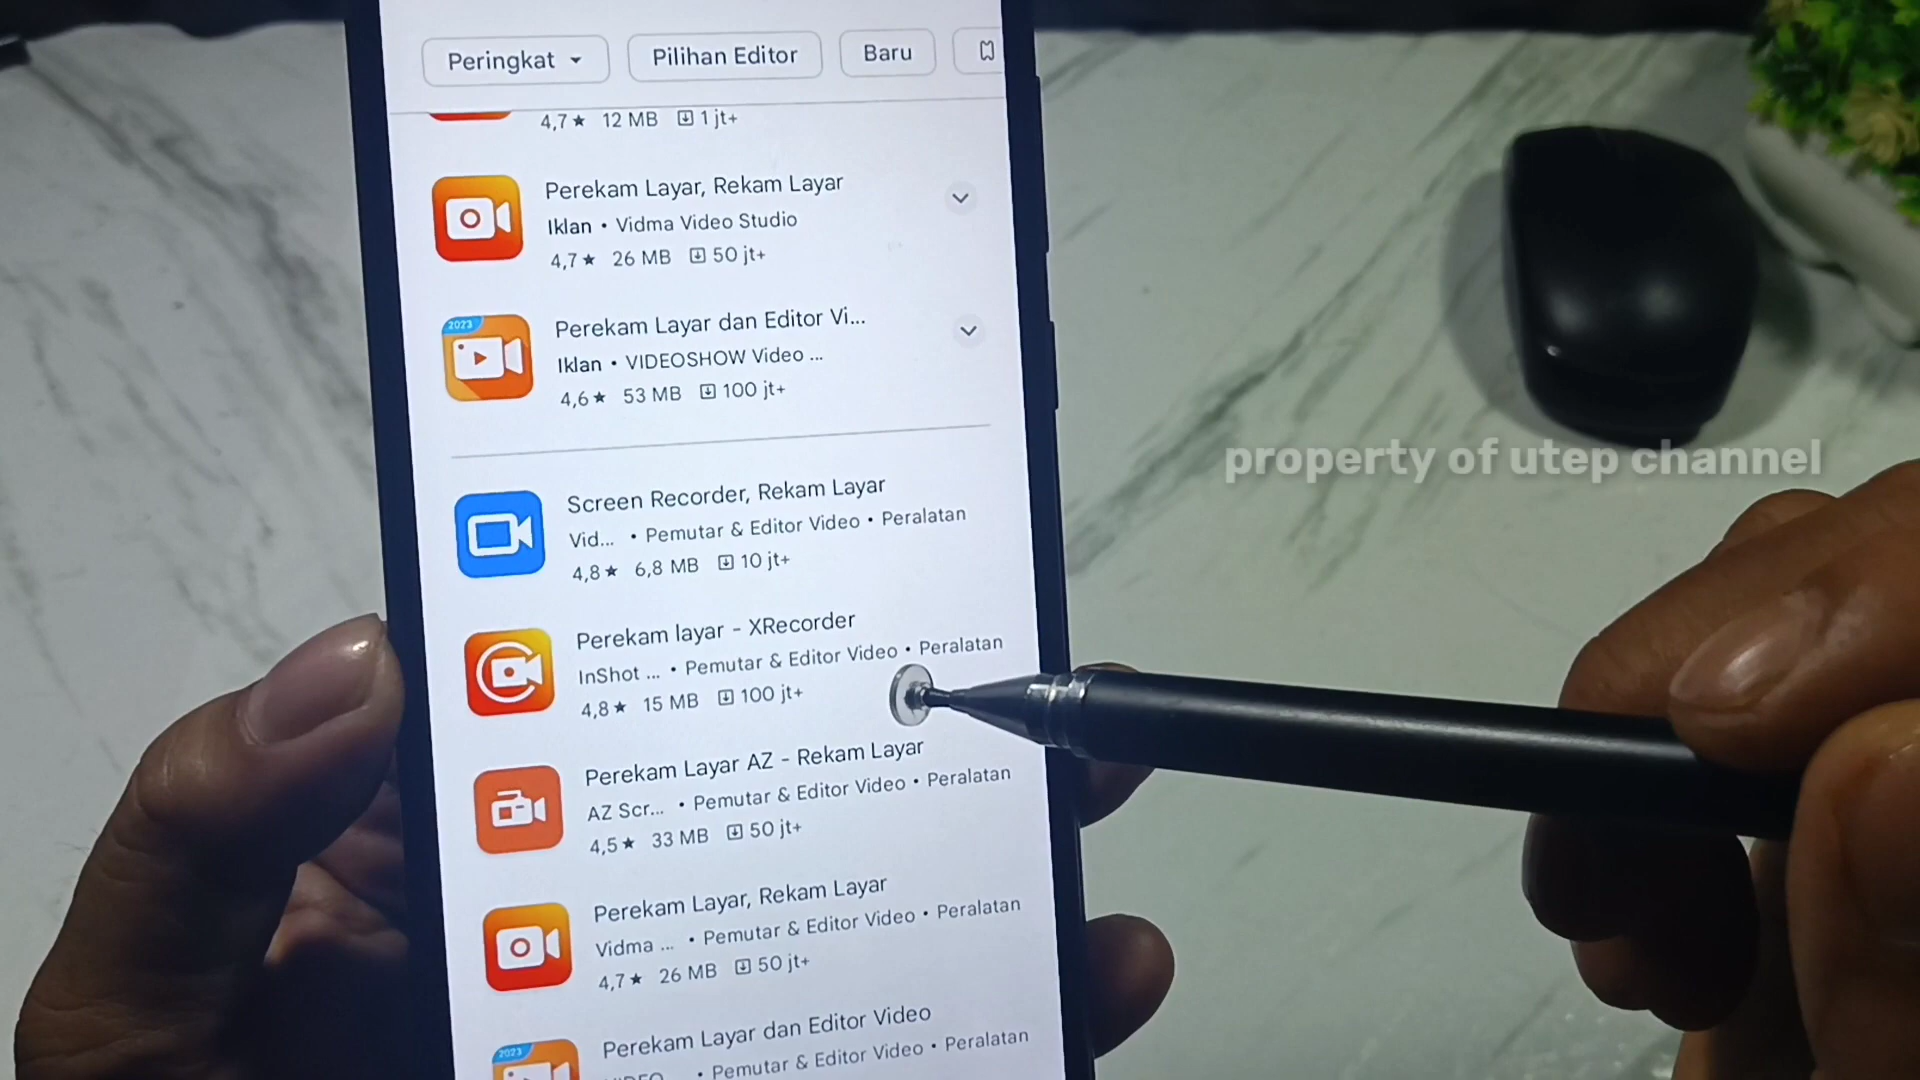 Peringkat
Pilihan Editor
Baru
4,7★ 12 MB 1 jt+
Perekam Layar, Rekam Layar
Iklan • Vidma Video Studio
4,7★ 26 MB 50 jt+
2023
Perekam Layar dan Editor Vi...
Iklan • VIDEOSHOW Video ...
4,6★ 53 MB 100 jt+
property of utep channel
Screen Recorder, Rekam Layar
Vid... • Pemutar & Editor Video • Peralatan
4,8★ 6,8 MB 10 jt+
Perekam layar - XRecorder
InShot ... • Pemutar & Editor Video • Peralatan
4,8★ 15 MB 100 jt+
Perekam Layar AZ - Rekam Layar
AZ Scr... • Pemutar & Editor Video • Peralatan
4,5★ 33 MB 50 jt+
Perekam Layar, Rekam Layar
Vidma ... • Pemutar & Editor Video • Peralatan
4,7★ 26 MB 50 jt+
2023
Perekam Layar dan Editor Video
• Pemutar & Editor Video • Peralatan